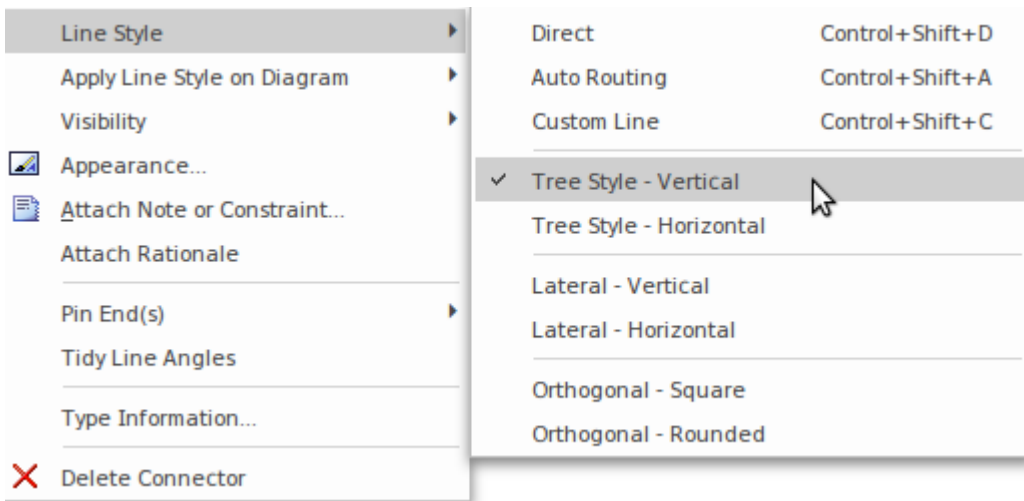 Line Style
Apply Line Style on Diagram
Visibility
Appearance...
Attach Note or Constraint...
Attach Rationale
Pin End(s)
Tidy Line Angles
Type Information...
Delete Connector
Direct Control+Shift+D
Auto Routing Control+Shift+A
Custom Line Control+Shift+C
Tree Style - Vertical
Tree Style - Horizontal
Lateral - Vertical
Lateral - Horizontal
Orthogonal - Square
Orthogonal - Rounded